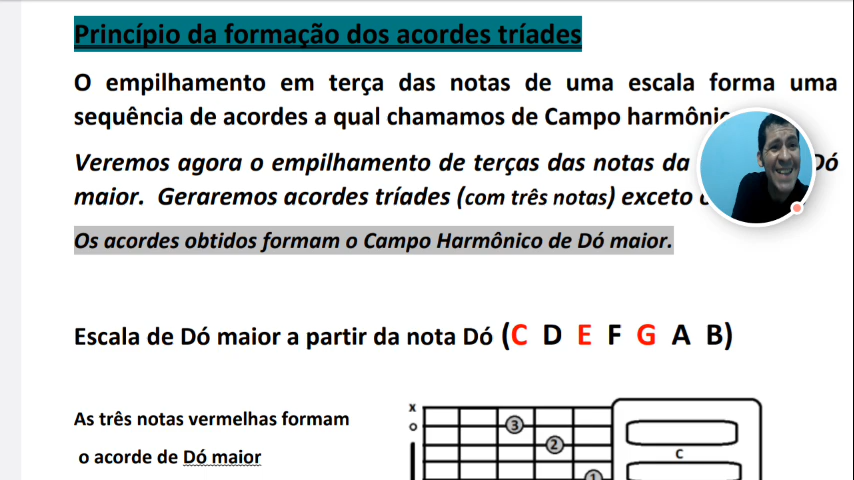 Princípio da formação dos acordes tríades
O empilhamento em terça das notas de uma escala forma uma
sequência de acordes a qual chamamos de Campo
Veremos agora o empilhamento de terças das notas da Dó
maior. Geraremos acordes tríades (com três notas) exceto
Os acordes obtidos formam o Campo Harmônico de Dó maior.
Escala de Dó maior a partir da nota Dó (C D E F G A B)
As três notas vermelhas formam
o acorde de Dó maior
x
o
3
2
1
C